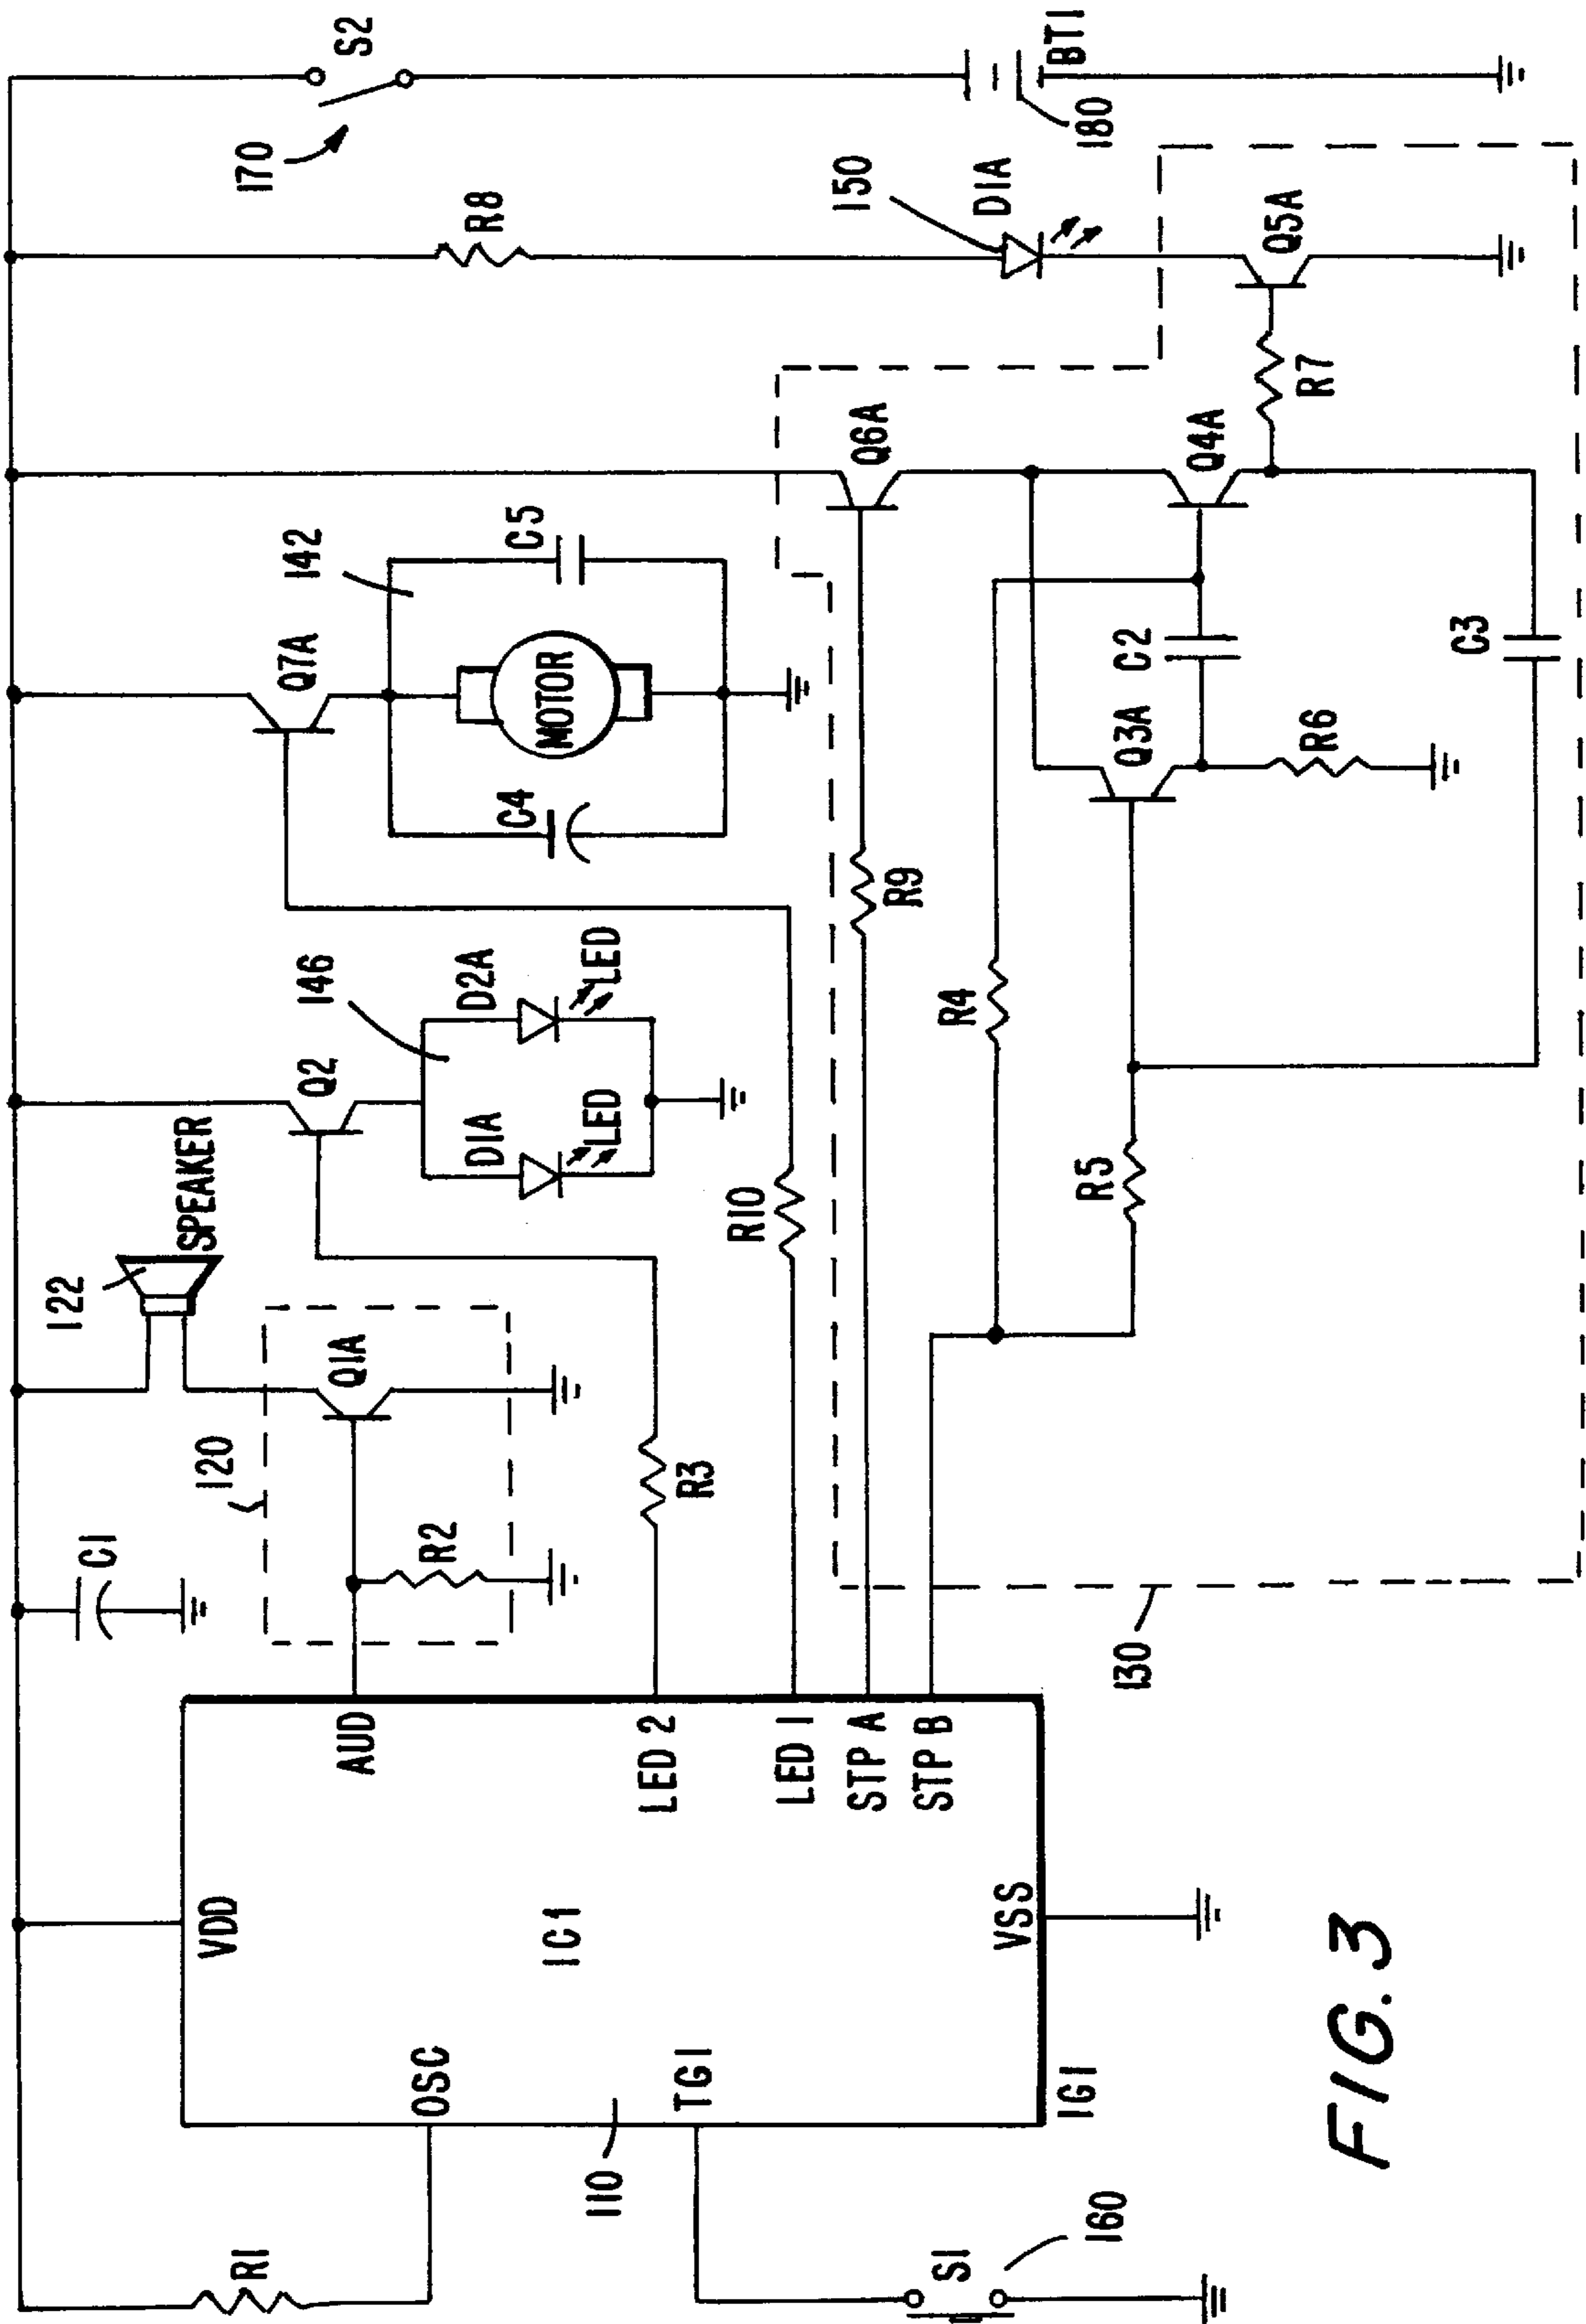 R1
S1
160
110
OSC
TG1
VDD
IC1
VSS
IG1
AUD
LED 2
LED 1
STP A
STP B
C1
120
R2
Q1A
122
SPEAKER
R3
Q2
146
D1A
LED
D2A
LED
R10
Q7A
142
C4
MOTOR
C5
130
R9
Q6A
R4
R5
Q3A
C2
R6
C3
Q4A
R7
Q5A
R8
150
D1A
170
S2
180
BT1
FIG. 3